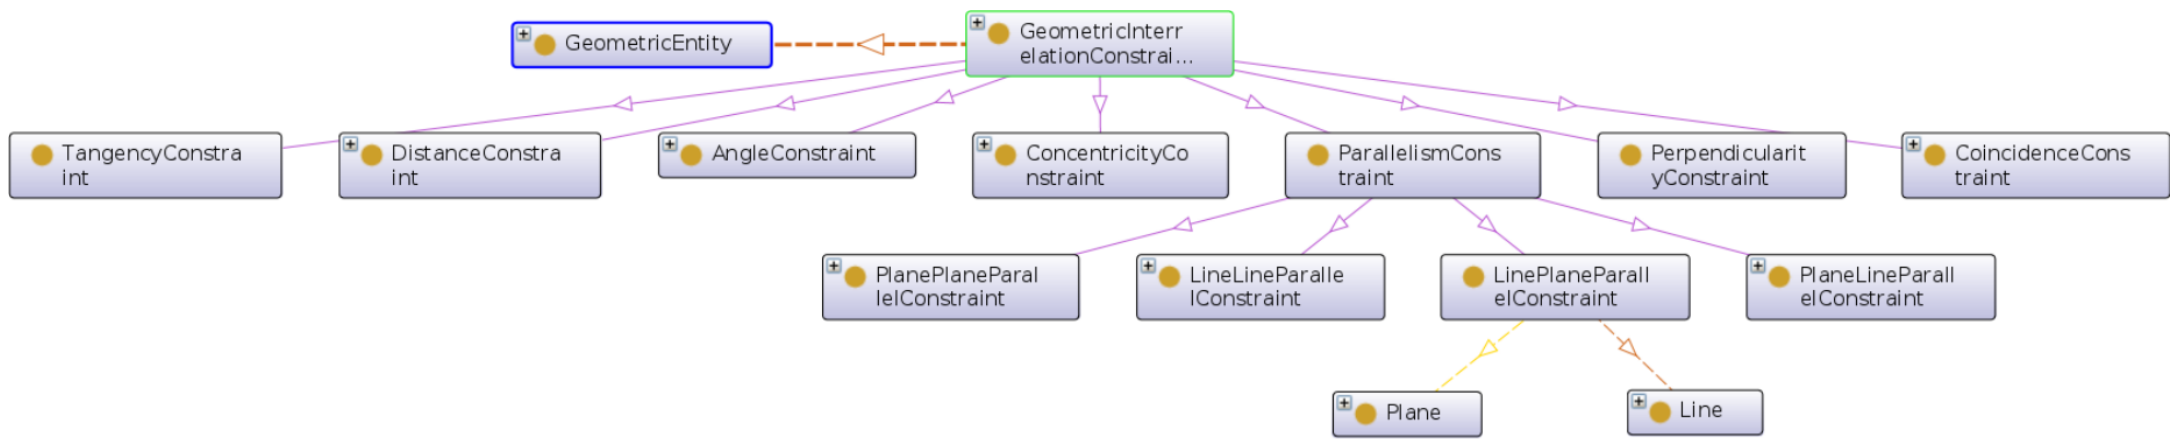 GeometricEntity
GeometricInterr
elationConstrai...
TangencyConstra
int
DistanceConstra
int
AngleConstraint
ConcentricityCo
nstraint
ParallelismCons
traint
Perpendicularit
yConstraint
CoincidenceCons
traint
PlanePlaneParal
lelConstraint
LineLineParalle
lConstraint
LinePlaneParall
elConstraint
PlaneLineParall
elConstraint
Plane
Line